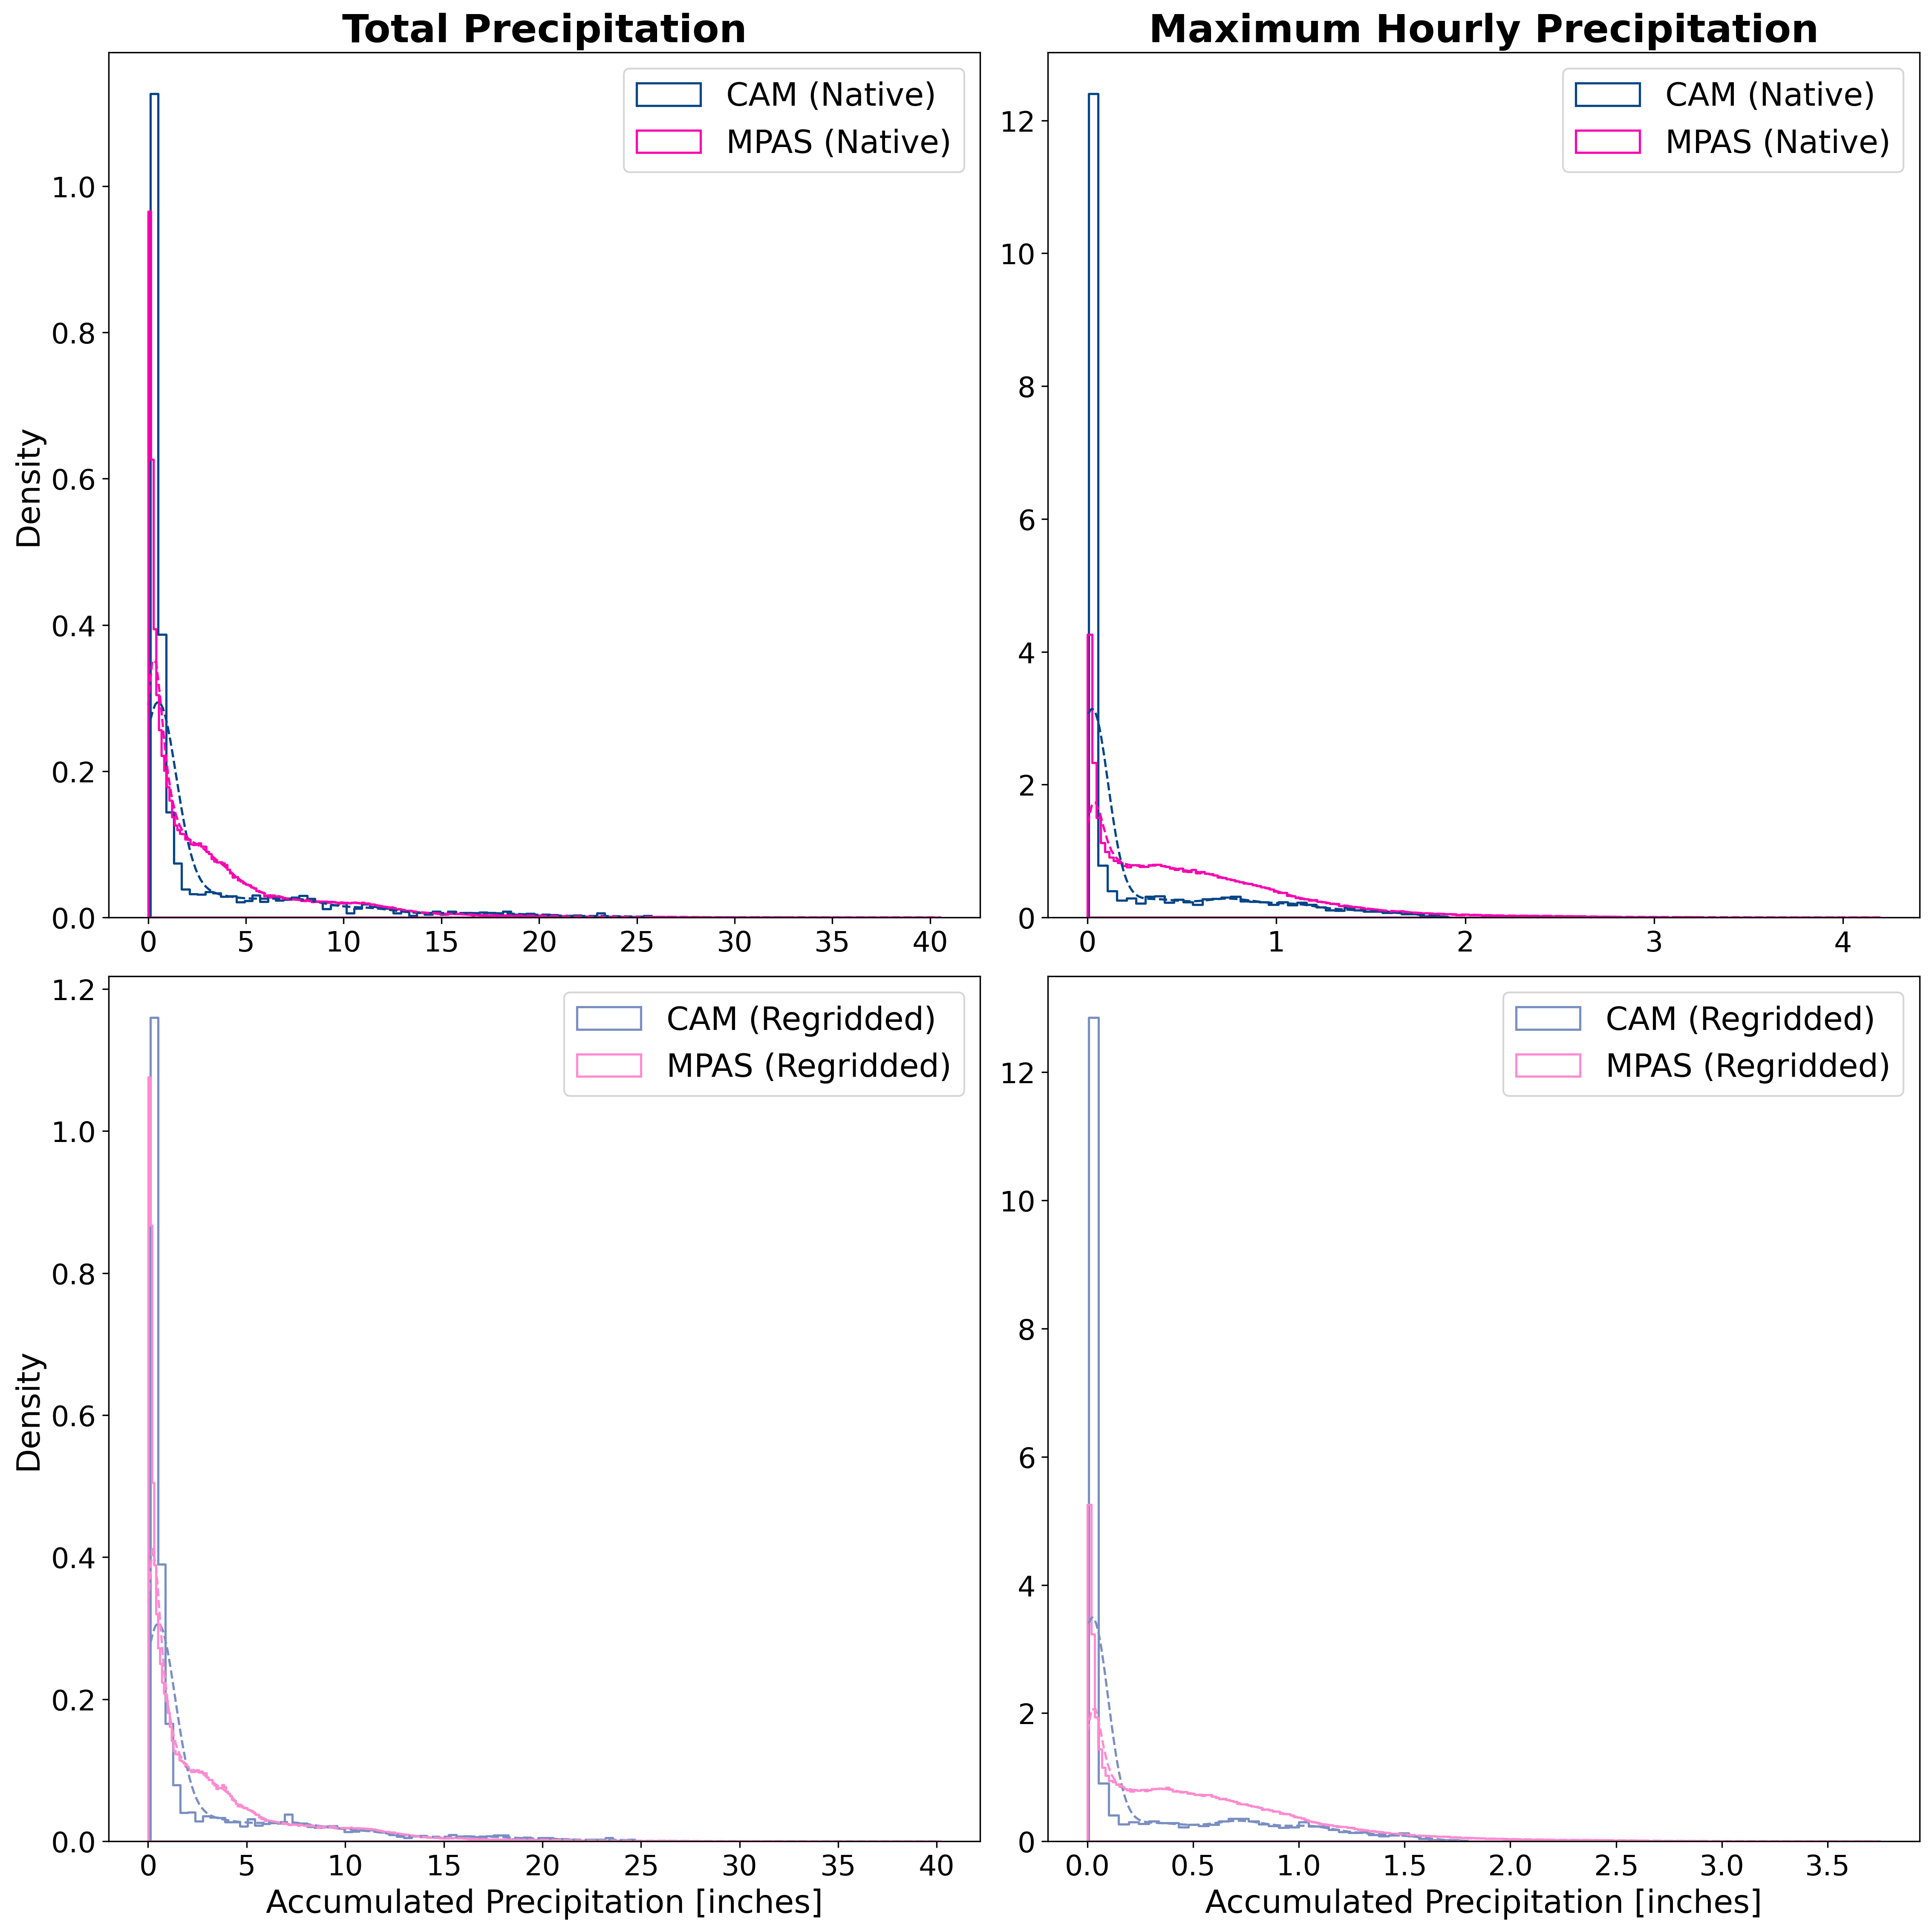 Total Precipitation
Maximum Hourly Precipitation
CAM (Native)
MPAS (Native)
CAM (Native)
MPAS (Native)
Density
1.0
0.8
0.6
0.4
0.2
0.0
0 5 10 15 20 25 30 35 40
12
10
8
6
4
2
0
0 1 2 3 4
CAM (Regridded)
MPAS (Regridded)
CAM (Regridded)
MPAS (Regridded)
Density
1.2
1.0
0.8
0.6
0.4
0.2
0.0
0 5 10 15 20 25 30 35 40
Accumulated Precipitation [inches]
12
10
8
6
4
2
0
0.0 0.5 1.0 1.5 2.0 2.5 3.0 3.5
Accumulated Precipitation [inches]